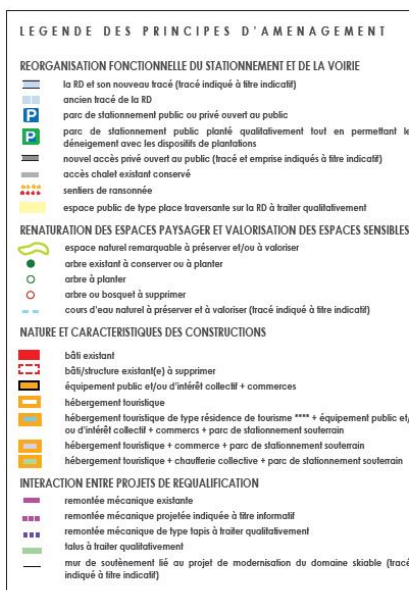 LEGENDE DES PRINCIPES D'AMENAGEMENT
REORGANISATION FONCTIONNELLE DU STATIONNEMENT ET DE LA VOIRIE
la RD et son nouveau tracé (tracé indiqué à titre indicatif)
ancien tracé de la RD
P parc de stationnement public ou privé ouvert au public
P parc de stationnement public planté qualitativement tout en permettant le
déneigement avec les dispositifs de plantations
nouvel accès privé ouvert au public (tracé et emprise indiqués à titre indicatif)
accès chalet existant conservé
sentiers de ransonnée
espace public de type place traversante sur la RD à traiter qualitativement
RENATURATION DES ESPACES PAYSAGER ET VALORISATION DES ESPACES SENSIBLES
espace naturel remarquable à préserver et/ou à valoriser
arbre existant à conserver ou à planter
arbre à planter
arbre ou bosquet à supprimer
cours d'eau naturel à préserver et à valoriser (tracé indiqué à titre indicatif)
NATURE ET CARACTERISTIQUES DES CONSTRUCTIONS
bâti existant
bâti/structure existant(e) à supprimer
équipement public et/ou d'intérêt collectif + commerces
hébergement touristique
hébergement touristique de type résidence de tourisme **** + équipement public et/
ou d'intérêt collectif + commercs + parc de stationnement souterrain
hébergement touristique + commerce + parc de stationnement souterrain
hébergement touristique + chaufferie collective + parc de stationnement souterrain
INTERACTION ENTRE PROJETS DE REQUALIFICATION
remontée mécanique existante
remontée mécanique projetée indiquée à titre informatif
remontée mécanique de type tapis à traiter qualitativement
talus à traiter qualitativement
mur de soutènement lié au projet de modernisation du domaine skiable (tracé
indiqué à titre indicatif)